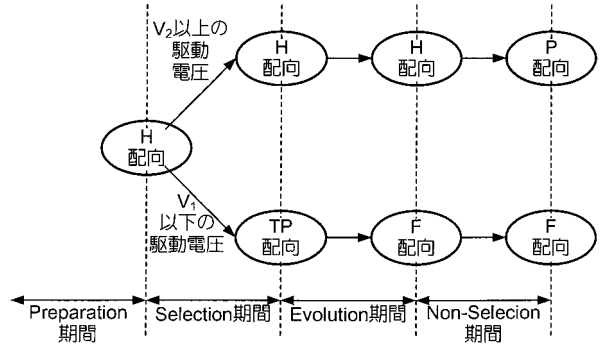 V₂以上の
駆動
電圧
H
配向
H
配向
P
配向
H
配向
V₁
以下の
駆動電圧
TP
配向
F
配向
F
配向
Preparation
期間
Selection期間
Evolution期間
Non-Selecion
期間